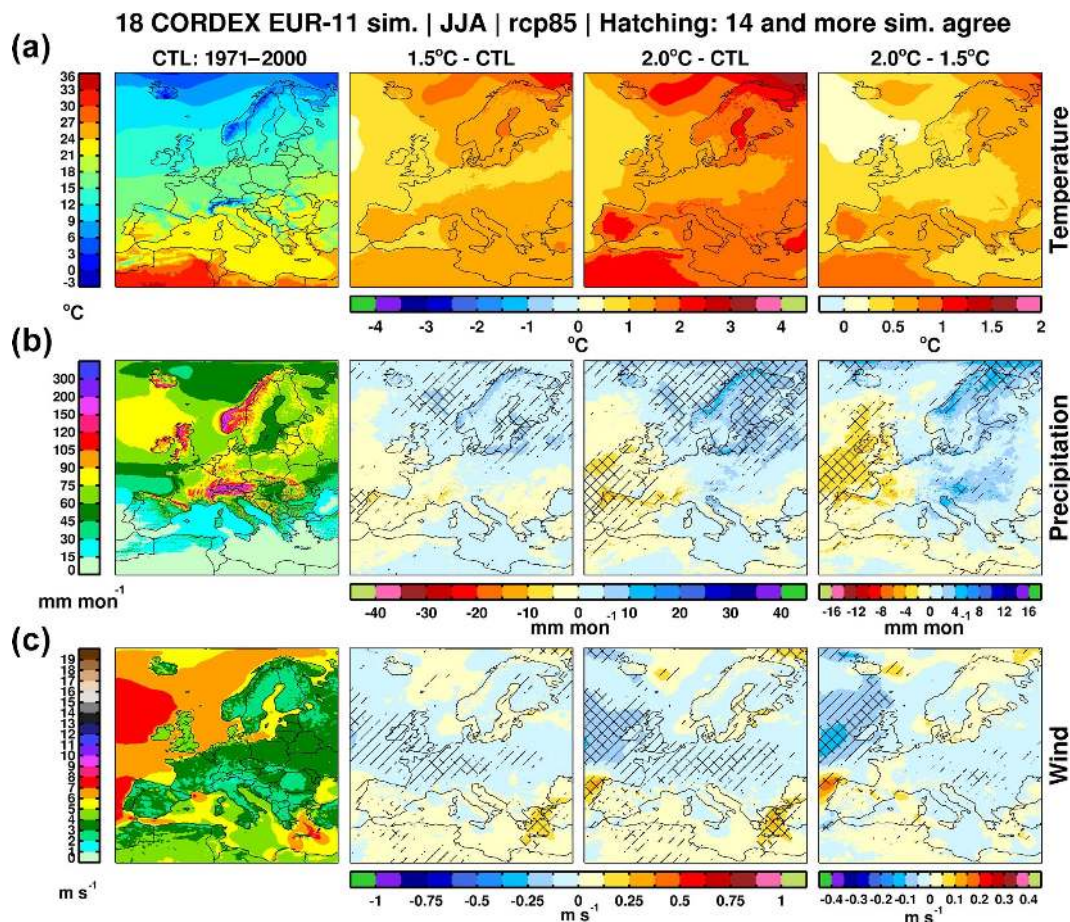 18 CORDEX EUR-11 sim. | JJA | rcp85 | Hatching: 14 and more sim. agree
(a)
CTL: 1971–2000 1.5°C - CTL 2.0°C - CTL 2.0°C - 1.5°C
36
33
30
27
24
21
18
15
12
9
6
3
0
-3
°C
Temperature
-4 -3 -2 -1 0 1 2 3 4
0 0.5 1 1.5 2
°C °C
(b)
300
200
150
120
105
90
75
60
45
30
15
0
mm mon-1
Precipitation
-40 -30 -20 -10 0 10 20 30 40
-16 -12 -8 -4 0 4 8 12 16
mm mon-1 mm mon-1
(c)
19
18
17
16
15
14
13
12
11
10
9
8
7
6
5
4
3
2
1
0
m s-1
Wind
-1 -0.75 -0.5 -0.25 0 0.25 0.5 0.75 1
-0.4 -0.3 -0.2 -0.1 0 0.1 0.2 0.3 0.4
m s-1 m s-1